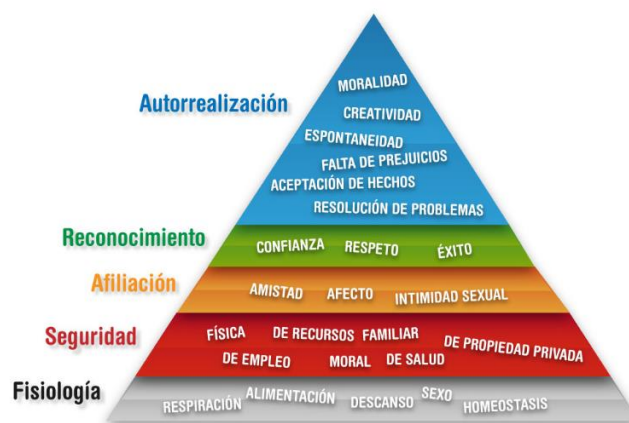 Autorrealización
MORALIDAD
CREATIVIDAD
ESPONTANEIDAD
FALTA DE PREJUICIOS
ACEPTACIÓN DE HECHOS
RESOLUCIÓN DE PROBLEMAS
Reconocimiento
CONFIANZA RESPETO ÉXITO
Afiliación
AMISTAD AFECTO INTIMIDAD SEXUAL
Seguridad
FÍSICA DE RECURSOS FAMILIAR DE PROPIEDAD PRIVADA
DE EMPLEO MORAL DE SALUD
Fisiología
RESPIRACIÓN ALIMENTACIÓN DESCANSO SEXO HOMEOSTASIS